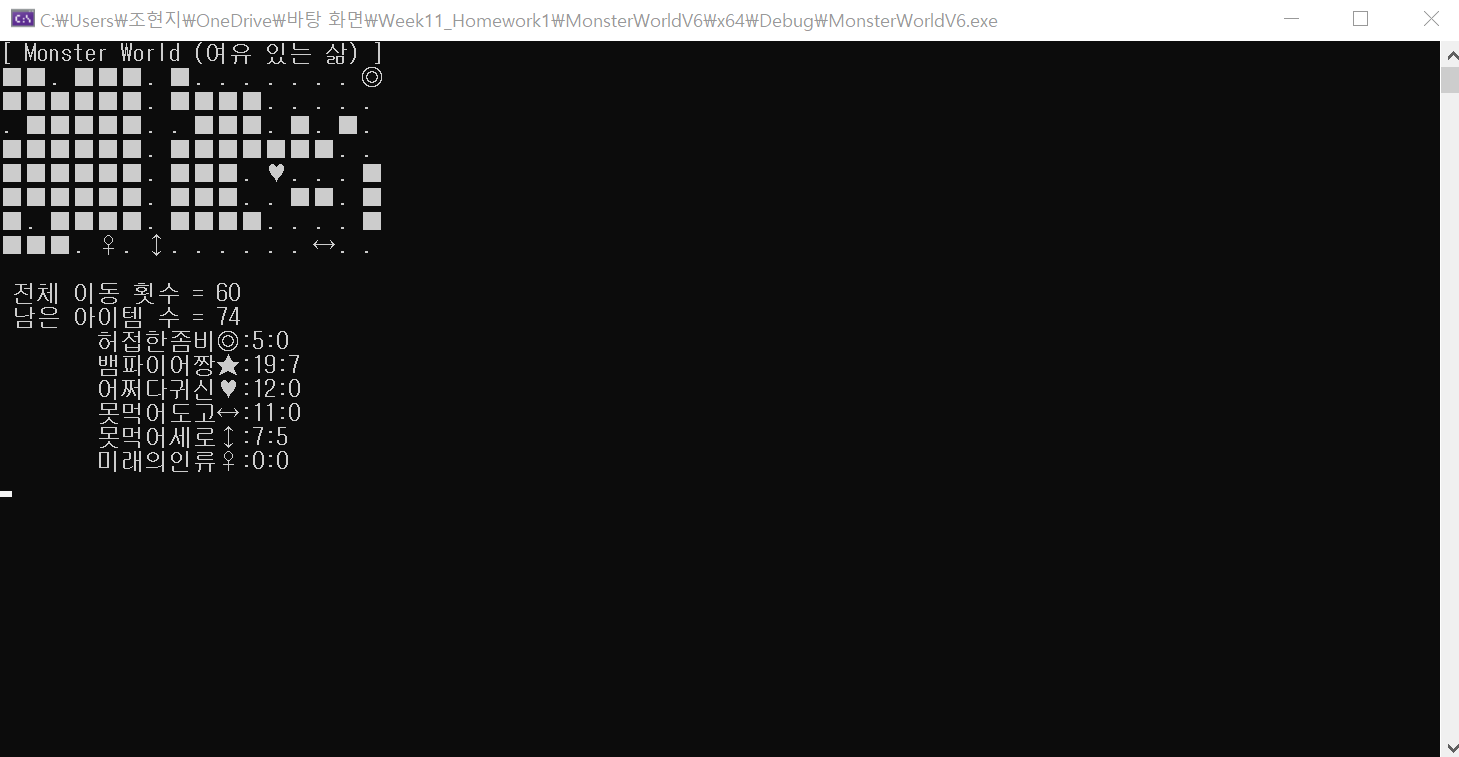 C:\Users\조현지\OneDrive\바탕 화면\Week11_Homework1\MonsterWorldV6\x64\Debug\MonsterWorldV6.exe
[ Monster World (여유 있는 삶) ]
■■. ■■■. ■. . . . . . . ◎
■■■■■■. ■■■■. . . . .
. ■■■■■. . ■■■. ■. ■.
■■■■■■. ■■■■■■■. .
■■■■■■. ■■■. ♥. . . ■
■■■■■■. ■■■. . ■■. ■
■. ■■■■. ■■■■. . . . ■
■■■. ♀. ↕. . . . . . ↔. .
전체 이동 횟수 = 60
남은 아이템 수 = 74
허접한좀비◎:5:0
뱀파이어짱★:19:7
어쩌다귀신♥:12:0
못먹어도고↔:11:0
못먹어세로↕:7:5
미래의인류♀:0:0